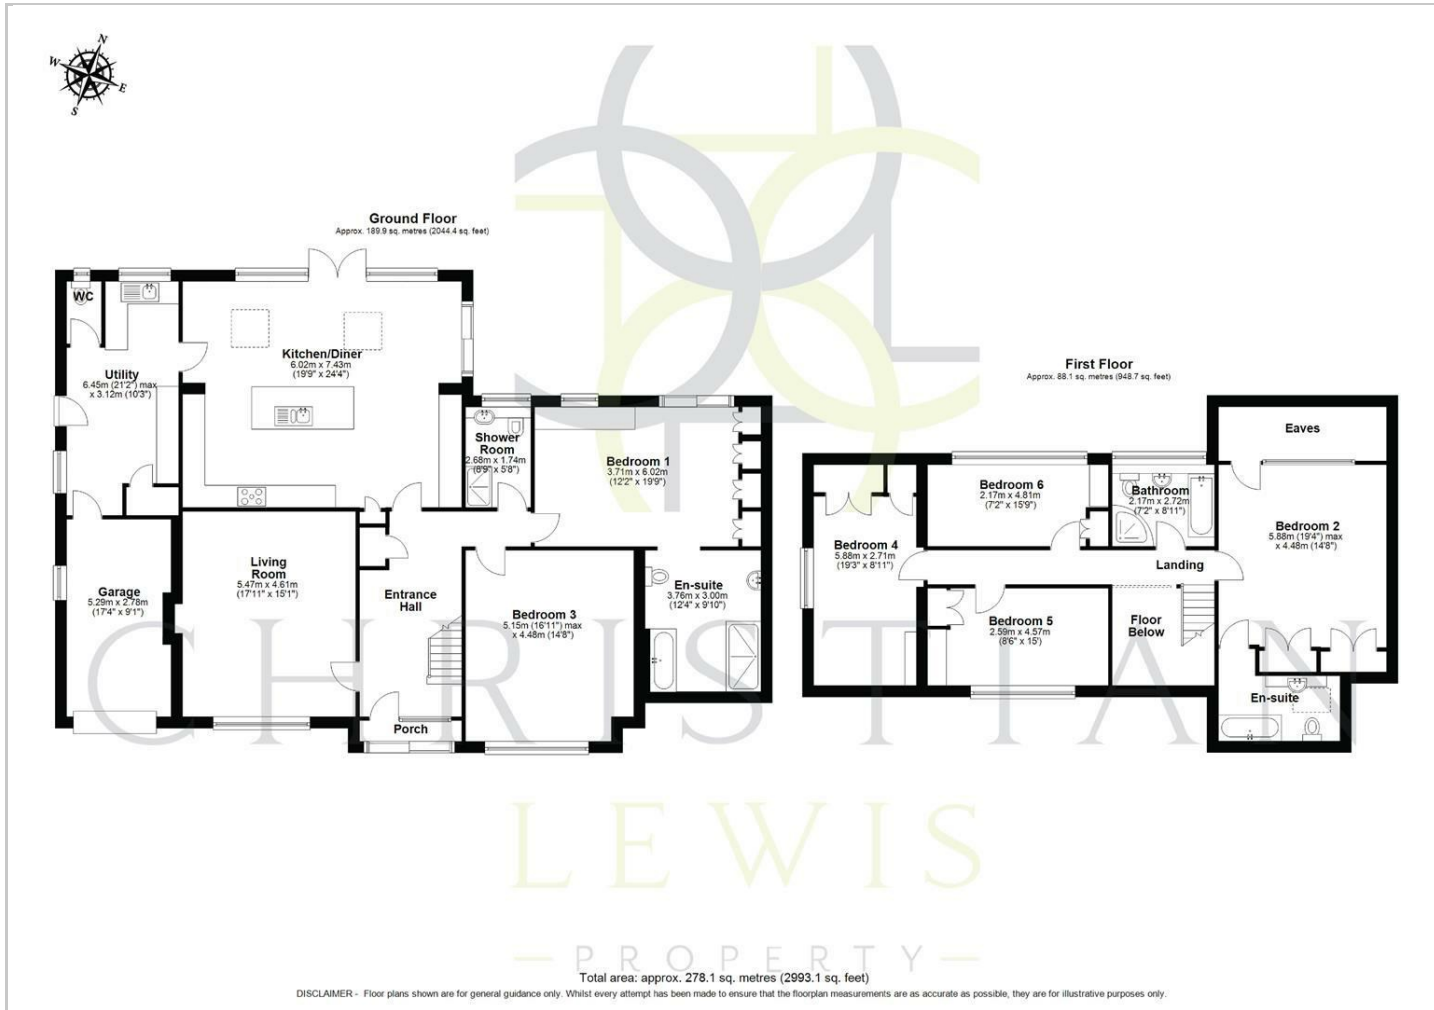 N
W
E
S
Ground Floor
Approx. 189.9 sq. metres (2044.4 sq. feet)
WC
Kitchen/Diner
6.02m x 7.43m
(19'9" x 24'4")
Utility
6.45m (21'2") max
x 3.12m (10'3")
Shower
Room
2.68m x 1.74m
(8'9" x 5'8")
Bedroom 1
3.71m x 6.02m
(12'2" x 19'9")
Living
Room
5.47m x 4.61m
(17'11" x 15'1")
Garage
5.29m x 2.78m
(17'4" x 9'1")
Entrance
Hall
Bedroom 3
5.15m (16'11") max
x 4.48m (14'8")
En-suite
3.76m x 3.00m
(12'4" x 9'10")
Porch
First Floor
Approx. 88.1 sq. metres (948.7 sq. feet)
Eaves
Bedroom 6
2.17m x 4.81m
(7'2" x 15'9")
Bathroom
2.17m x 2.72m
(7'2" x 8'11")
Bedroom 2
5.88m (19'4") max
x 4.48m (14'8")
Bedroom 4
5.88m x 2.71m
(19'3" x 8'11")
Landing
Bedroom 5
2.59m x 4.57m
(8'6" x 15')
Floor
Below
En-suite
CHRISTIAN
LEWIS
PROPERTY
Total area: approx. 278.1 sq. metres (2993.1 sq. feet)
DISCLAIMER - Floor plans shown are for general guidance only. Whilst every attempt has been made to ensure that the floorplan measurements are as accurate as possible, they are for illustrative purposes only.